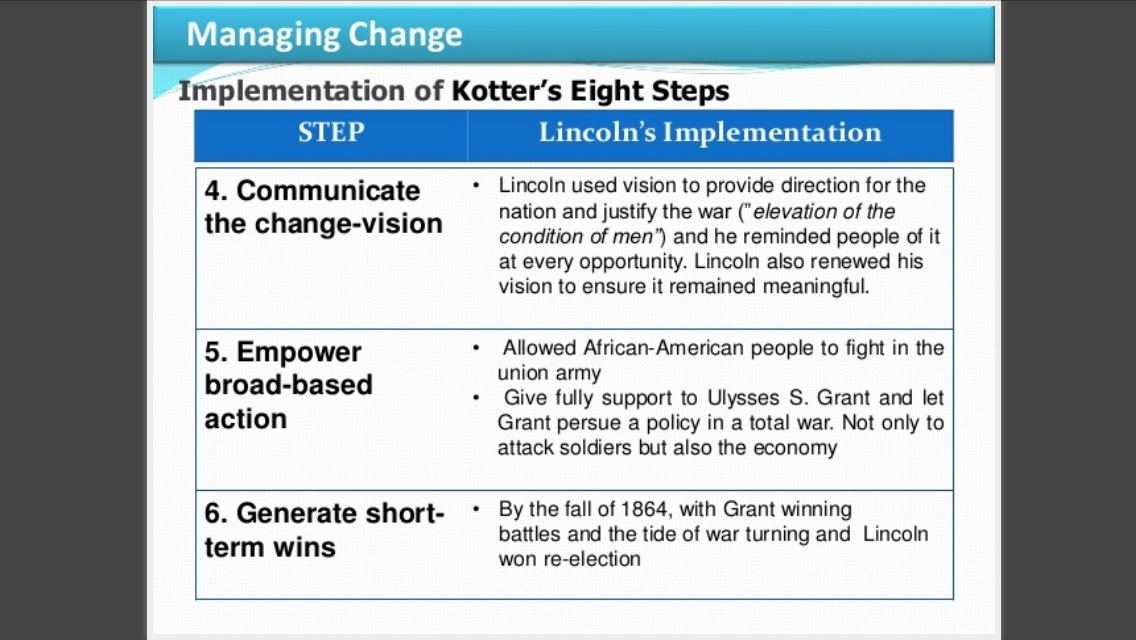 Managing Change
Implementation of Kotter’s Eight Steps
STEP
Lincoln’s Implementation
4. Communicate
the change-vision
• Lincoln used vision to provide direction for the
nation and justify the war (”elevation of the
condition of men”) and he reminded people of it
at every opportunity. Lincoln also renewed his
vision to ensure it remained meaningful.
5. Empower
broad-based
action
• Allowed African-American people to fight in the
union army
• Give fully support to Ulysses S. Grant and let
Grant persue a policy in a total war. Not only to
attack soldiers but also the economy
6. Generate short-
term wins
• By the fall of 1864, with Grant winning
battles and the tide of war turning and Lincoln
won re-election